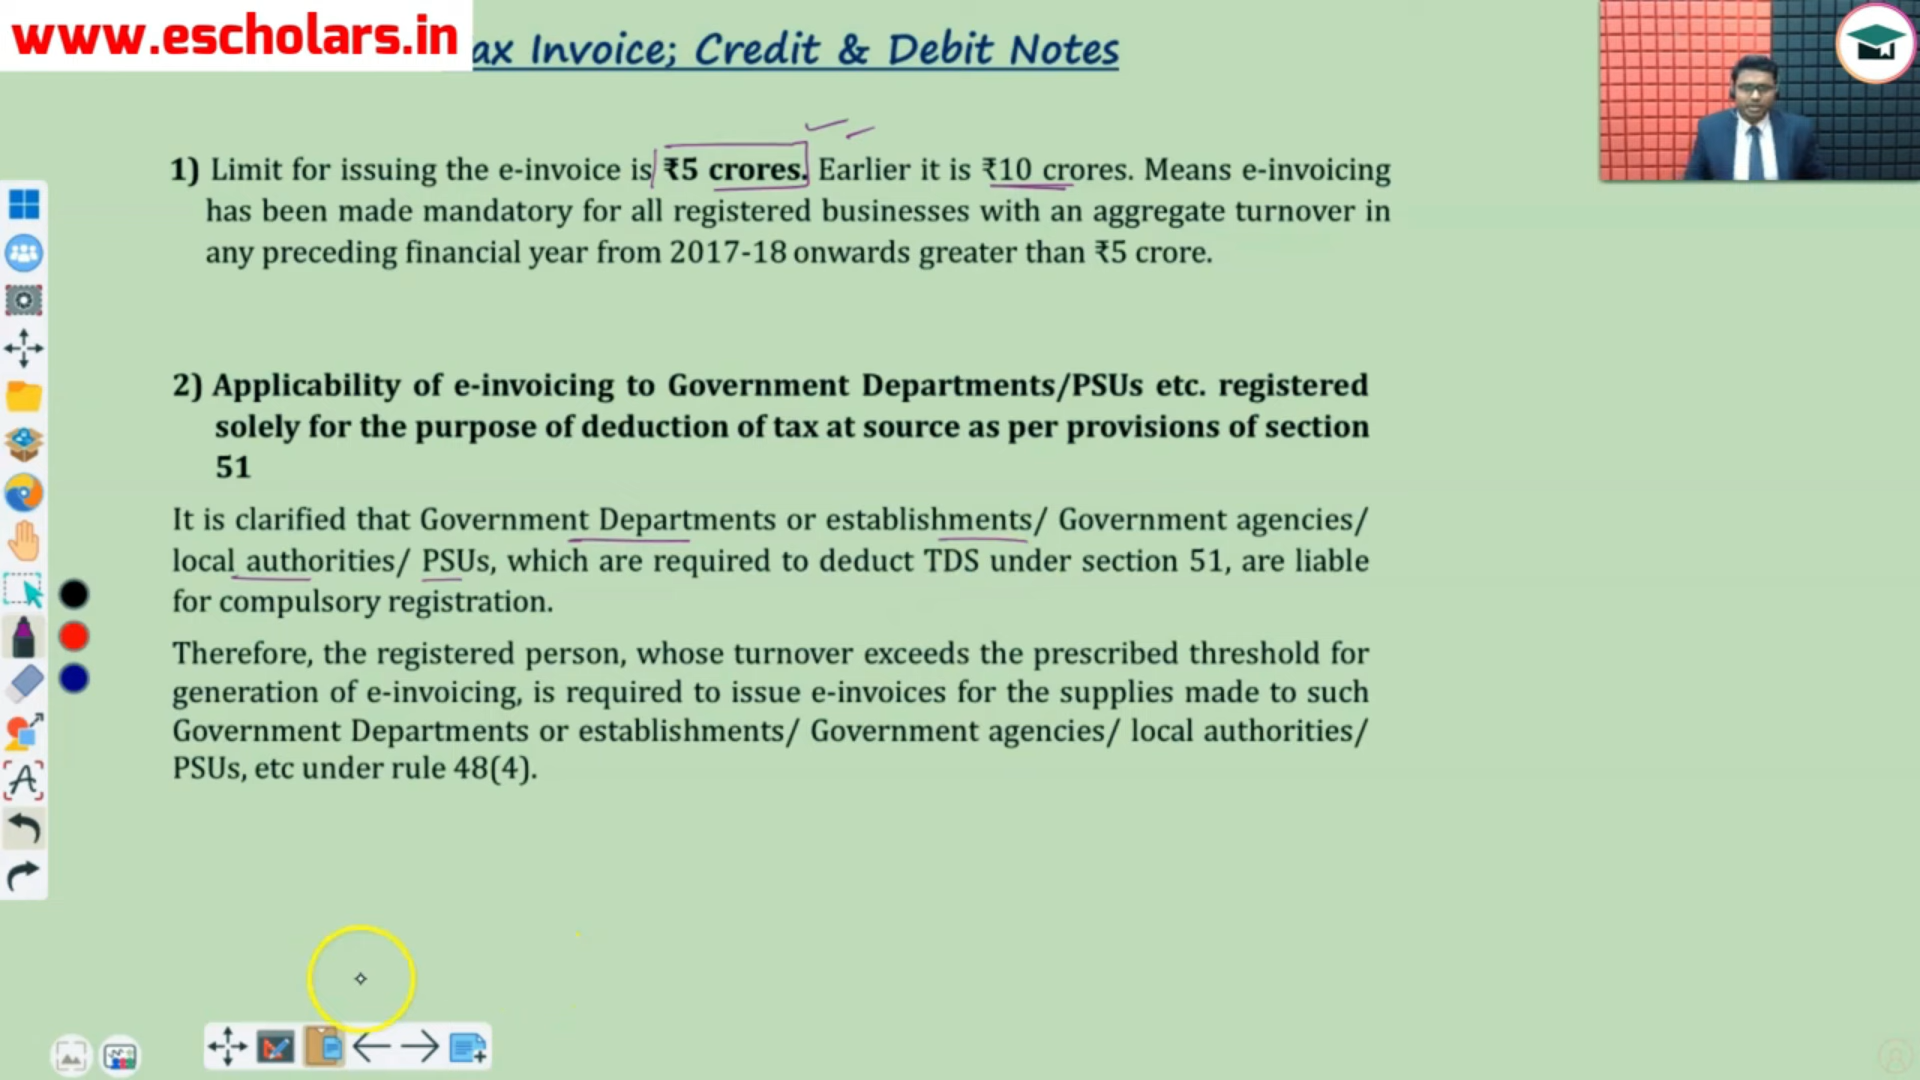 www.escholars.in
ax Invoice; Credit & Debit Notes
1) Limit for issuing the e-invoice is ₹5 crores. Earlier it is ₹10 crores. Means e-invoicing
has been made mandatory for all registered businesses with an aggregate turnover in
any preceding financial year from 2017-18 onwards greater than ₹5 crore.
2) Applicability of e-invoicing to Government Departments/PSUs etc. registered
solely for the purpose of deduction of tax at source as per provisions of section
51
It is clarified that Government Departments or establishments/ Government agencies/
local authorities/ PSUs, which are required to deduct TDS under section 51, are liable
for compulsory registration.
Therefore, the registered person, whose turnover exceeds the prescribed threshold for
generation of e-invoicing, is required to issue e-invoices for the supplies made to such
Government Departments or establishments/ Government agencies/ local authorities/
PSUs, etc under rule 48(4).